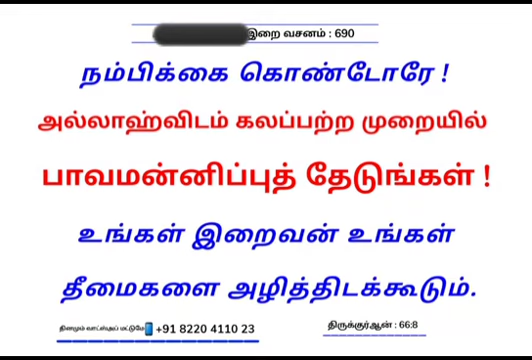 இறை வசனம் : 690
நம்பிக்கை கொண்டோரே !
அல்லாஹ்விடம் கலப்பற்ற முறையில்
பாவமன்னிப்புத் தேடுங்கள் !
உங்கள் இறைவன் உங்கள்
தீமைகளை அழித்திடக்கூடும்.
தினமும் வாட்ஸ்அப் மட்டுமே📱 +91 8220 4110 23
திருக்குர்ஆன் : 66:8